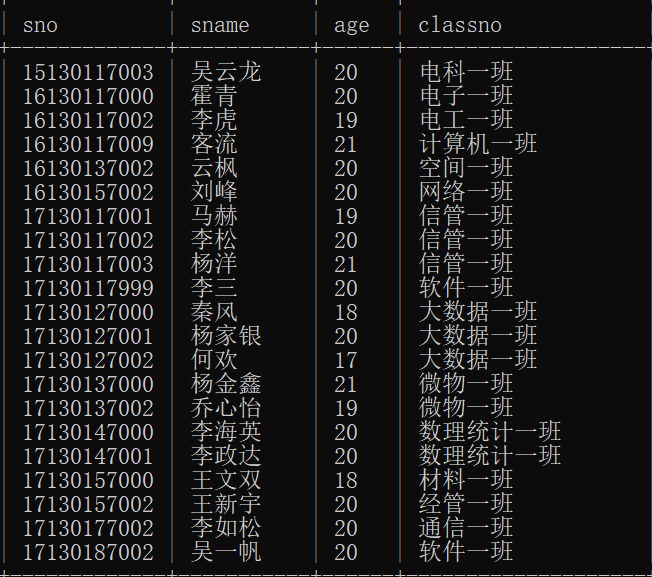 sno sname age classno
15130117003 吴云龙 20 电科一班
16130117000 霍青 20 电子一班
16130117002 李虎 19 电工一班
16130117009 客流 21 计算机一班
16130137002 云枫 20 空间一班
16130157002 刘峰 20 网络一班
17130117001 马赫 19 信管一班
17130117002 李松 20 信管一班
17130117003 杨洋 21 信管一班
17130117999 李三 20 软件一班
17130127000 秦风 18 大数据一班
17130127001 杨家银 20 大数据一班
17130127002 何欢 17 大数据一班
17130137000 杨金鑫 21 微物一班
17130137002 乔心怡 19 微物一班
17130147000 李海英 20 数理统计一班
17130147001 李政达 20 数理统计一班
17130157000 王文双 18 材料一班
17130157002 王新宇 20 经管一班
17130177002 李如松 20 通信一班
17130187002 吴一帆 20 软件一班